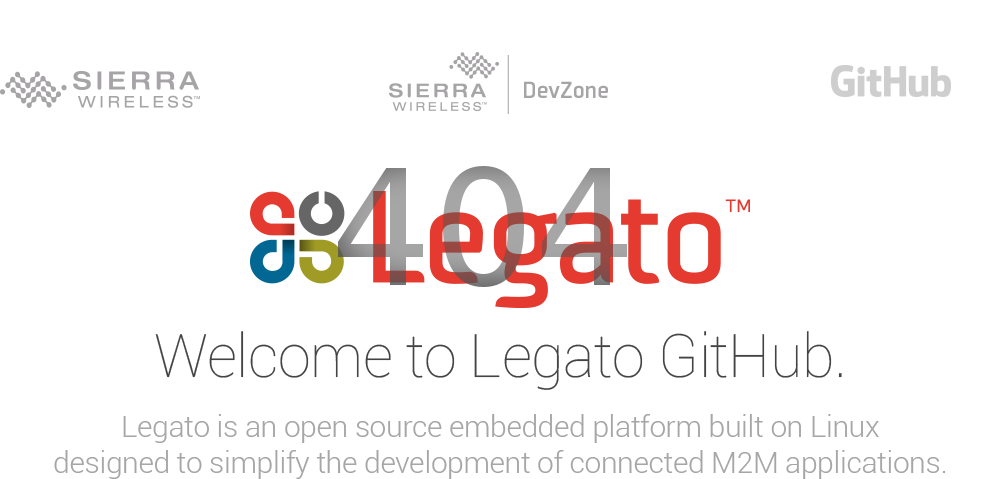 SIERRA
WIRELESS™
SIERRA
WIRELESS™
DevZone
GitHub
404
Legato™
Welcome to Legato GitHub.
Legato is an open source embedded platform built on Linux
designed to simplify the development of connected M2M applications.